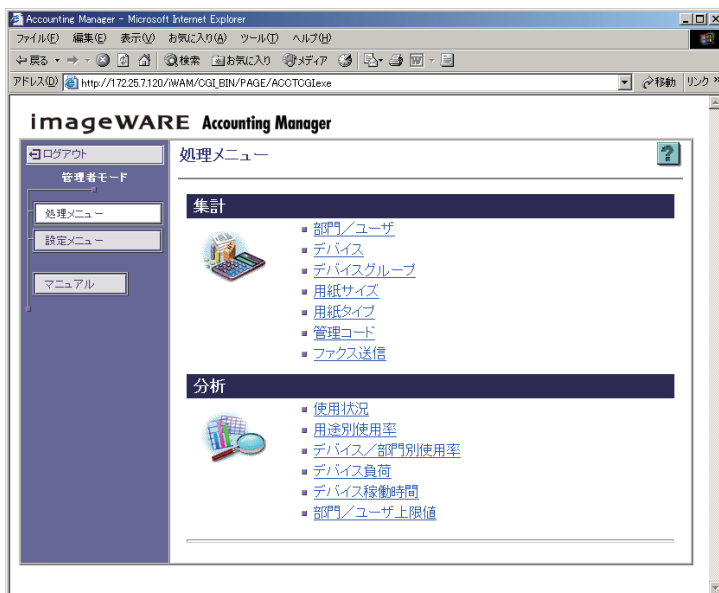 Accounting Manager - Microsoft Internet Explorer
ファイル(F) 編集(E) 表示(V) お気に入り(A) ツール(T) ヘルプ(H)
戻る 検索 お気に入り メディア
アドレス(D) http://172.25.7.120/iWAM/CGI_BIN/PAGE/ACCTCGI.exe 移動 リンク »
imageWARE Accounting Manager
ログアウト
管理者モード
処理メニュー
設定メニュー
マニュアル
処理メニュー ?
集計
部門/ユーザ
デバイス
デバイスグループ
用紙サイズ
用紙タイプ
管理コード
ファクス送信
分析
使用状況
用途別使用率
デバイス/部門別使用率
デバイス負荷
デバイス稼働時間
部門/ユーザ上限値